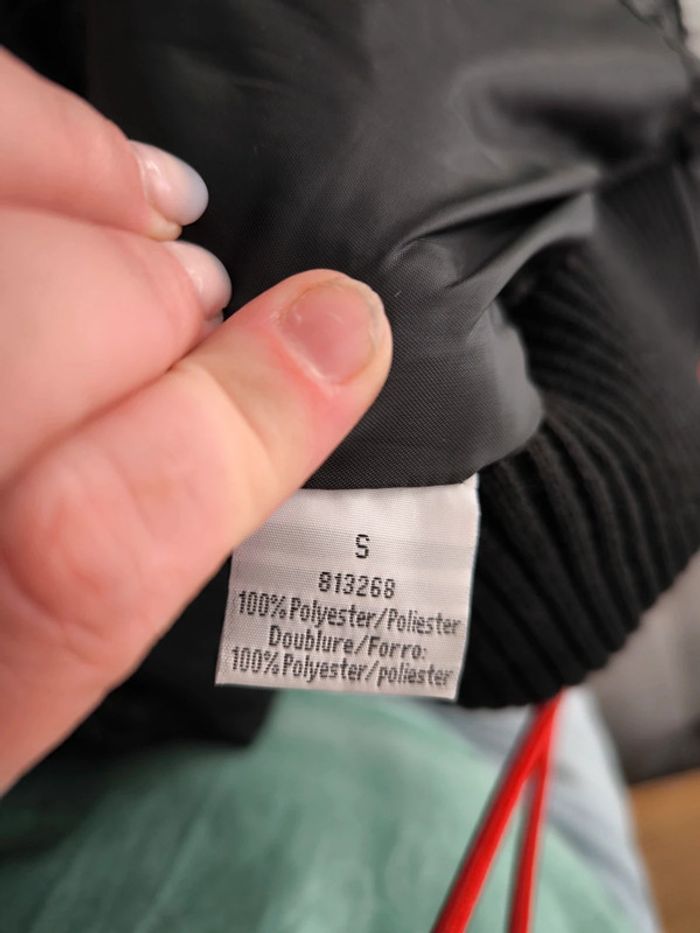 S
813268
100% Polyester/Poliester
Doublure/Forro:
100% Polyester/poliester